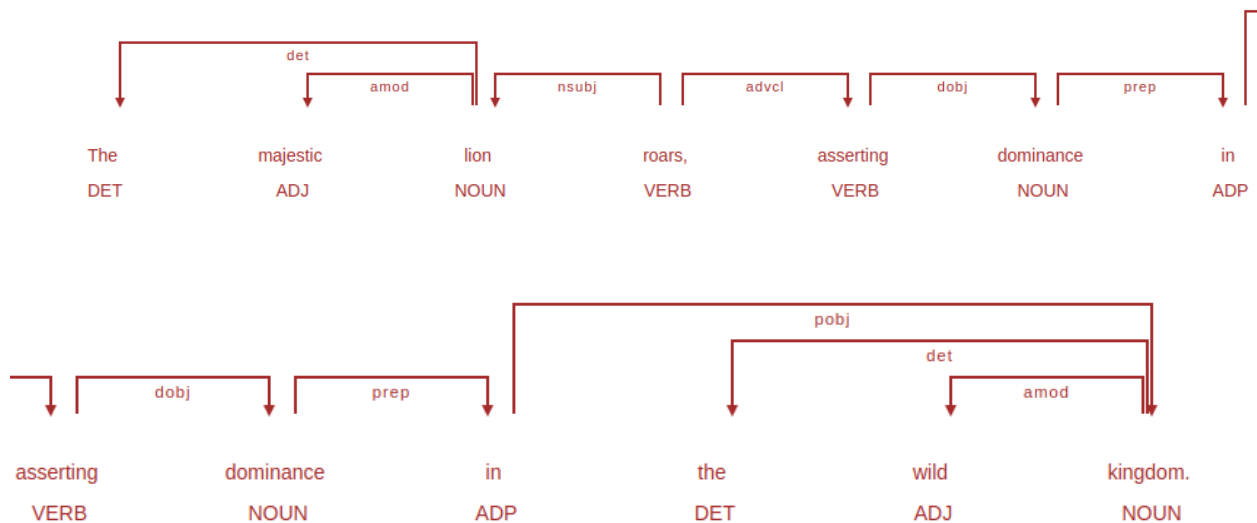 det
amod nsubj advcl dobj prep
The majestic lion roars, asserting dominance in
DET ADJ NOUN VERB VERB NOUN ADP
pobj
det
dobj prep amod
asserting dominance in the wild kingdom.
VERB NOUN ADP DET ADJ NOUN